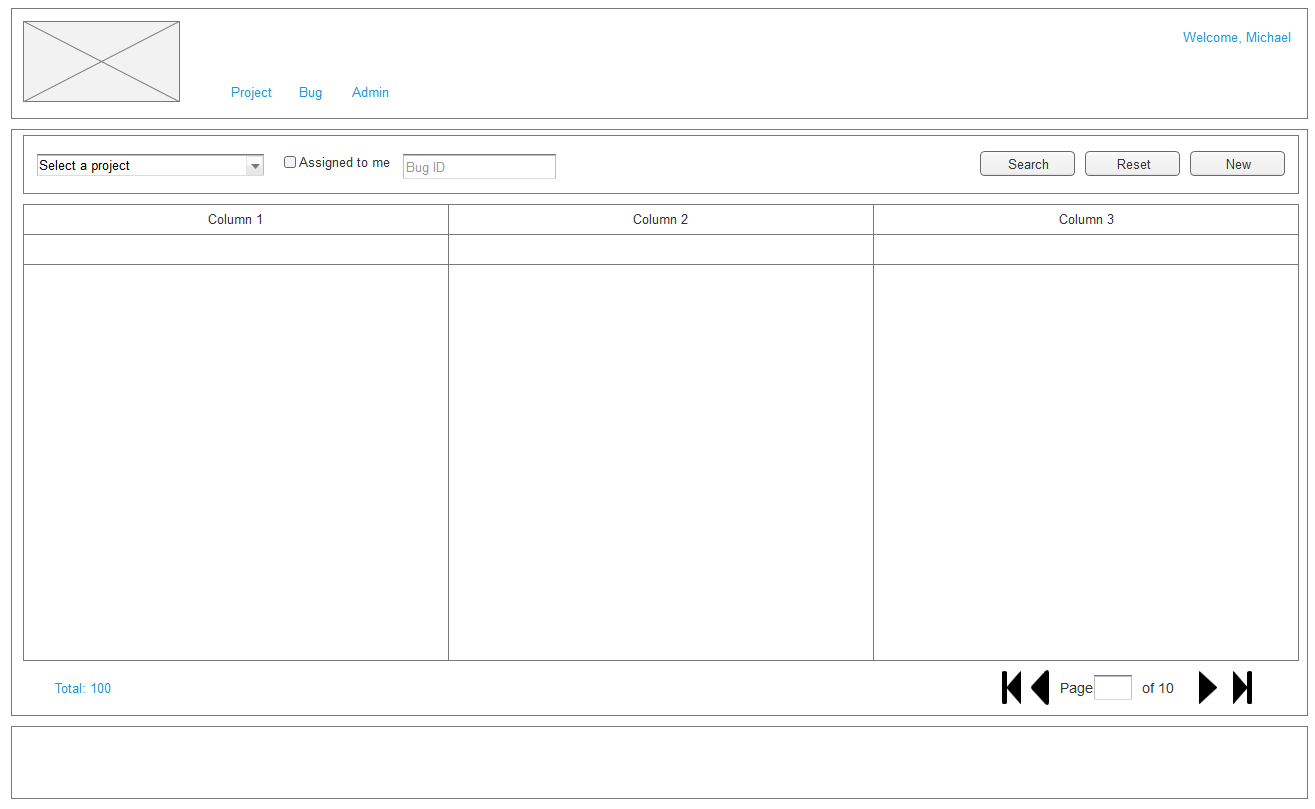 Welcome, Michael
Project Bug Admin
Select a project Assigned to me Bug ID Search Reset New
Column 1 Column 2 Column 3
Total: 100 Page of 10